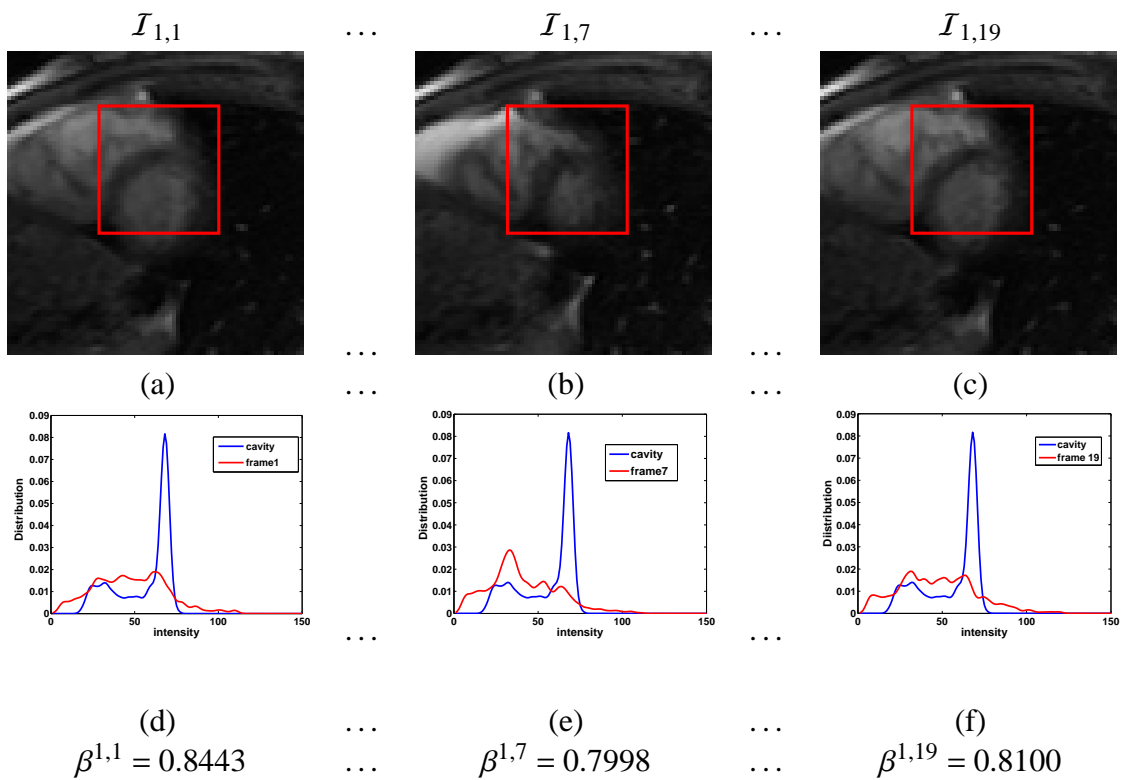 I1,1 ... I1,7 ... I1,19
... ...
(a) ... (b) ... (c)
0.09
0.08
0.07
0.06
0.05
0.04
0.03
0.02
0.01
0
Distribution
cavity
frame1
0 50 100 150
intensity
0.09
0.08
0.07
0.06
0.05
0.04
0.03
0.02
0.01
0
Distribution
cavity
frame7
0 50 100 150
intensity
0.09
0.08
0.07
0.06
0.05
0.04
0.03
0.02
0.01
0
Diistribution
cavity
frame 19
0 50 100 150
intensity
... ...
(d) ... (e) ... (f)
β1,1 = 0.8443 ... β1,7 = 0.7998 ... β1,19 = 0.8100